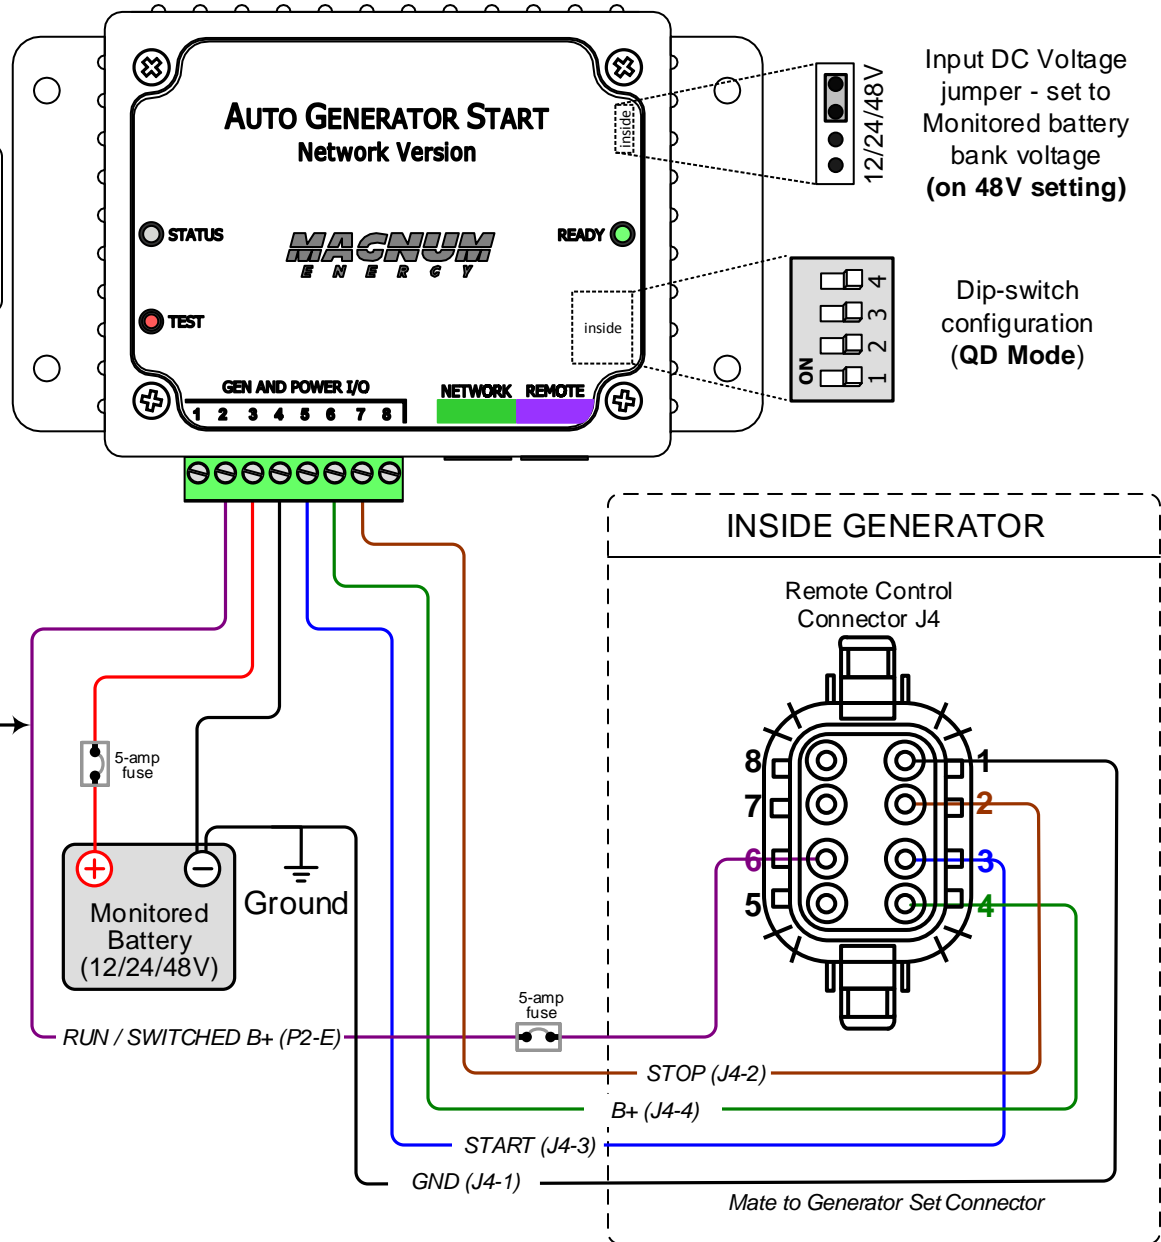 Input DC Voltage
jumper - set to
Monitored battery
bank voltage
(on 48V setting)
12/24/48V
inside
AUTO GENERATOR START
Network Version
STATUS
READY
MAGNUM
ENERGY
TEST
inside
4
3
2
1
ON
Dip-switch
configuration
(QD Mode)
GEN AND POWER I/O
NETWORK REMOTE
1 2 3 4 5 6 7 8
INSIDE GENERATOR
Remote Control
Connector J4
8 1
7 2
6 3
5 4
5-amp
fuse
+ −
Ground
Monitored
Battery
(12/24/48V)
5-amp
fuse
RUN / SWITCHED B+ (P2-E)
STOP (J4-2)
B+ (J4-4)
START (J4-3)
GND (J4-1)
Mate to Generator Set Connector